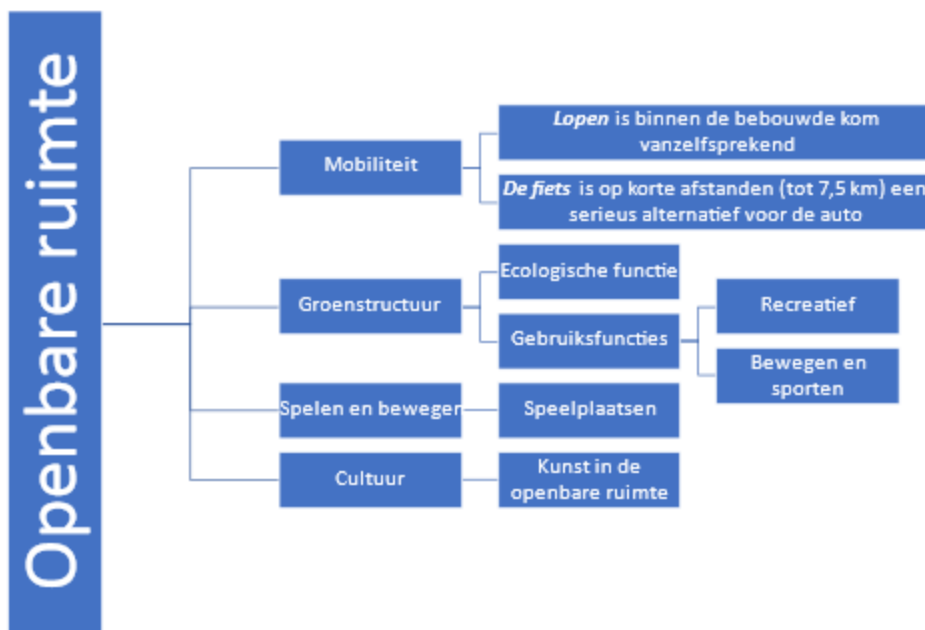 Openbare ruimte
Mobiliteit
Lopen is binnen de bebouwde kom
vanzelfsprekend
De fiets is op korte afstanden (tot 7,5 km) een
serieus alternatief voor de auto
Groenstructuur
Ecologische functie
Gebruiksfuncties
Recreatief
Bewegen en
sporten
Spelen en beweger
Speelplaatsen
Cultuur
Kunst in de
openbare ruimte